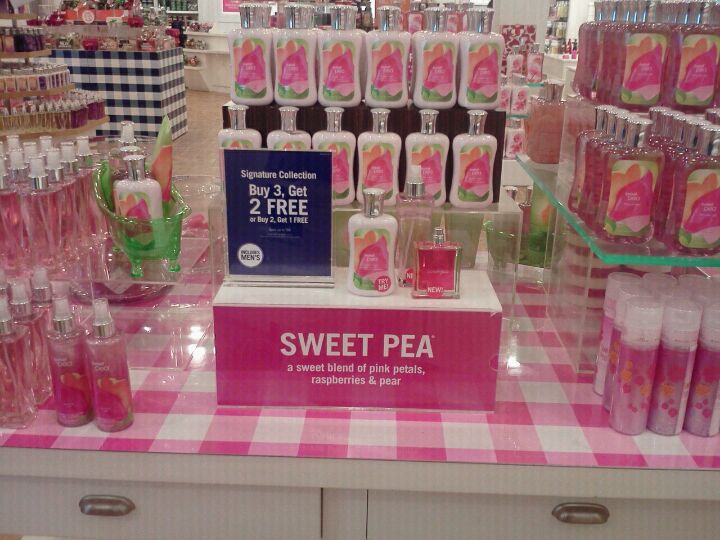 Signature Collection
Buy 3, Get
2 FREE
or Buy 2, Get 1 FREE
INCLUDES
MEN'S
TRY
ME!
NEW!
SWEET PEA
a sweet blend of pink petals,
raspberries & pear